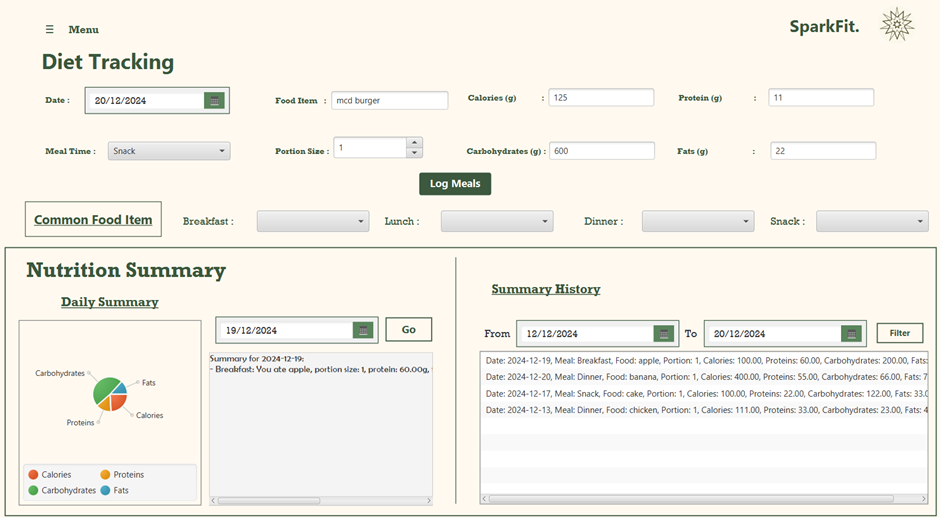 ☰ Menu
SparkFit.
Diet Tracking
Date : 20/12/2024
Food Item : mcd burger
Calories (g) : 125
Protein (g) : 11
Meal Time : Snack
Portion Size : 1
Carbohydrates (g) : 600
Fats (g) : 22
Log Meals
Common Food Item
Breakfast :
Lunch :
Dinner :
Snack :
Nutrition Summary
Daily Summary
19/12/2024
Go
Carbohydrates
Fats
Calories
Proteins
Calories
Proteins
Carbohydrates
Fats
Summary for 2024-12-19:
- Breakfast: You ate apple, portion size: 1, protein: 60.00g,
Summary History
From 12/12/2024 To 20/12/2024 Filter
Date: 2024-12-19, Meal: Breakfast, Food: apple, Portion: 1, Calories: 100.00, Proteins: 60.00, Carbohydrates: 200.00, Fats:
Date: 2024-12-20, Meal: Dinner, Food: banana, Portion: 1, Calories: 400.00, Proteins: 55.00, Carbohydrates: 66.00, Fats: 7
Date: 2024-12-17, Meal: Snack, Food: cake, Portion: 1, Calories: 100.00, Proteins: 22.00, Carbohydrates: 122.00, Fats: 33.0
Date: 2024-12-13, Meal: Dinner, Food: chicken, Portion: 1, Calories: 111.00, Proteins: 33.00, Carbohydrates: 23.00, Fats: 4